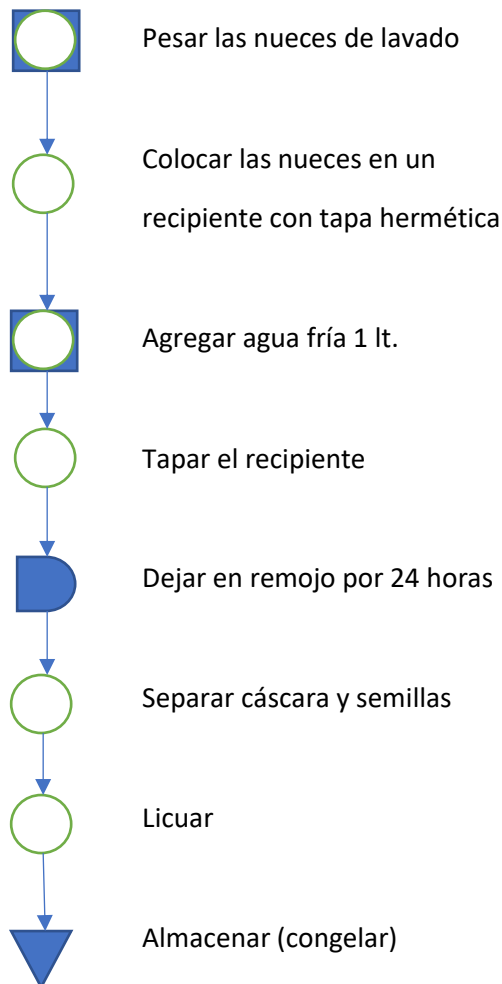 Pesar las nueces de lavado
Colocar las nueces en un
recipiente con tapa hermética
Agregar agua fría 1 lt.
Tapar el recipiente
Dejar en remojo por 24 horas
Separar cáscara y semillas
Licuar
Almacenar (congelar)